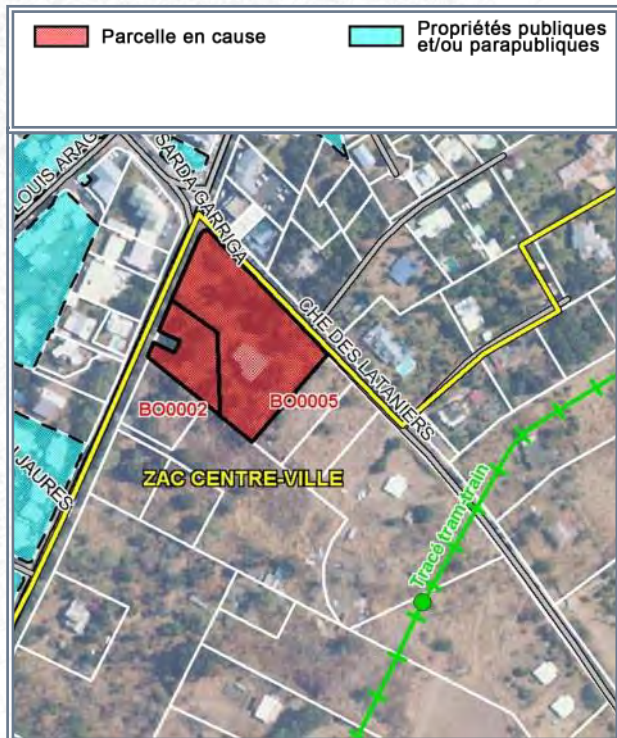 Parcelle en cause
Propriétés publiques
et/ou parapubliques
LOUIS ARAG
SARDA-GARRIGA
CHE DES LATANIERS
BO0002
BO0005
ZAC CENTRE-VILLE
JAURES
Tracé tram-train